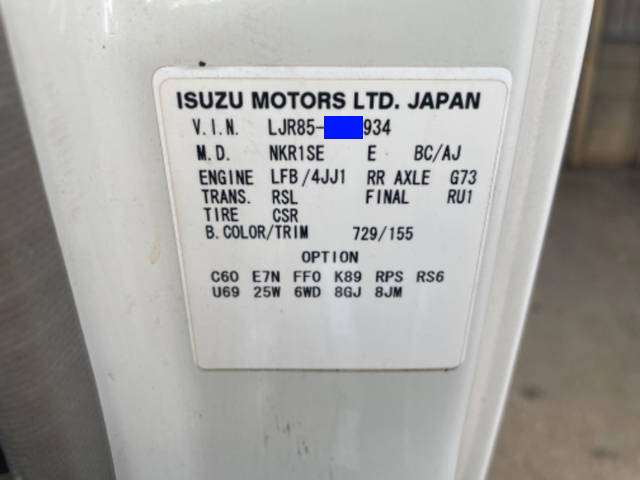 ISUZU MOTORS LTD. JAPAN
V.I.N. LJR85-934
M.D. NKR1SE E BC/AJ
ENGINE LFB/4JJ1 RR AXLE G73
TRANS. RSL FINAL RU1
TIRE CSR
B.COLOR/TRIM 729/155
OPTION
C60 E7N FF0 K89 RPS RS6
U69 25W 6WD 8GJ 8JM